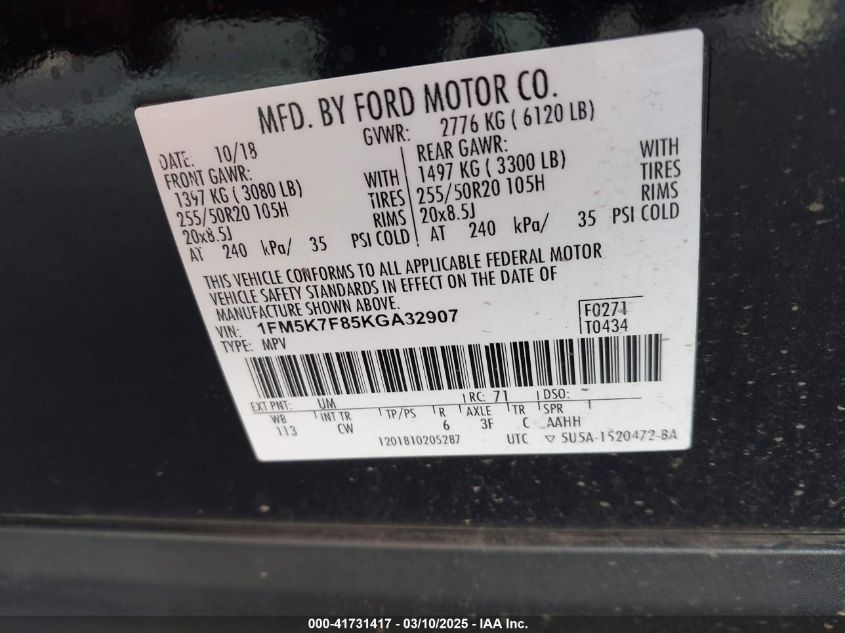 MFD. BY FORD MOTOR CO.
DATE: 10/18 GVWR: 2776 KG ( 6120 LB)
FRONT GAWR: REAR GAWR:
1397 KG ( 3080 LB) WITH 1497 KG ( 3300 LB) WITH
255/50R20 105H TIRES 255/50R20 105H TIRES
20x8.5J RIMS 20x8.5J RIMS
AT 240 kPa/ 35 PSI COLD AT 240 kPa/ 35 PSI COLD
THIS VEHICLE CONFORMS TO ALL APPLICABLE FEDERAL MOTOR
VEHICLE SAFETY STANDARDS IN EFFECT ON THE DATE OF
MANUFACTURE SHOWN ABOVE.
VIN: 1FM5K7F85KGA32907 F0271
TYPE: MPV T0434
EXT PNT: UM RC: 71 DSO:
WB INT TR TP/PS R AXLE TR SPR
113 CW 6 3F C AAHH
1201810205287 UTC ▽ 5U5A-1520472-BA
000-41731417 — 03/10/2025 — IAA Inc.